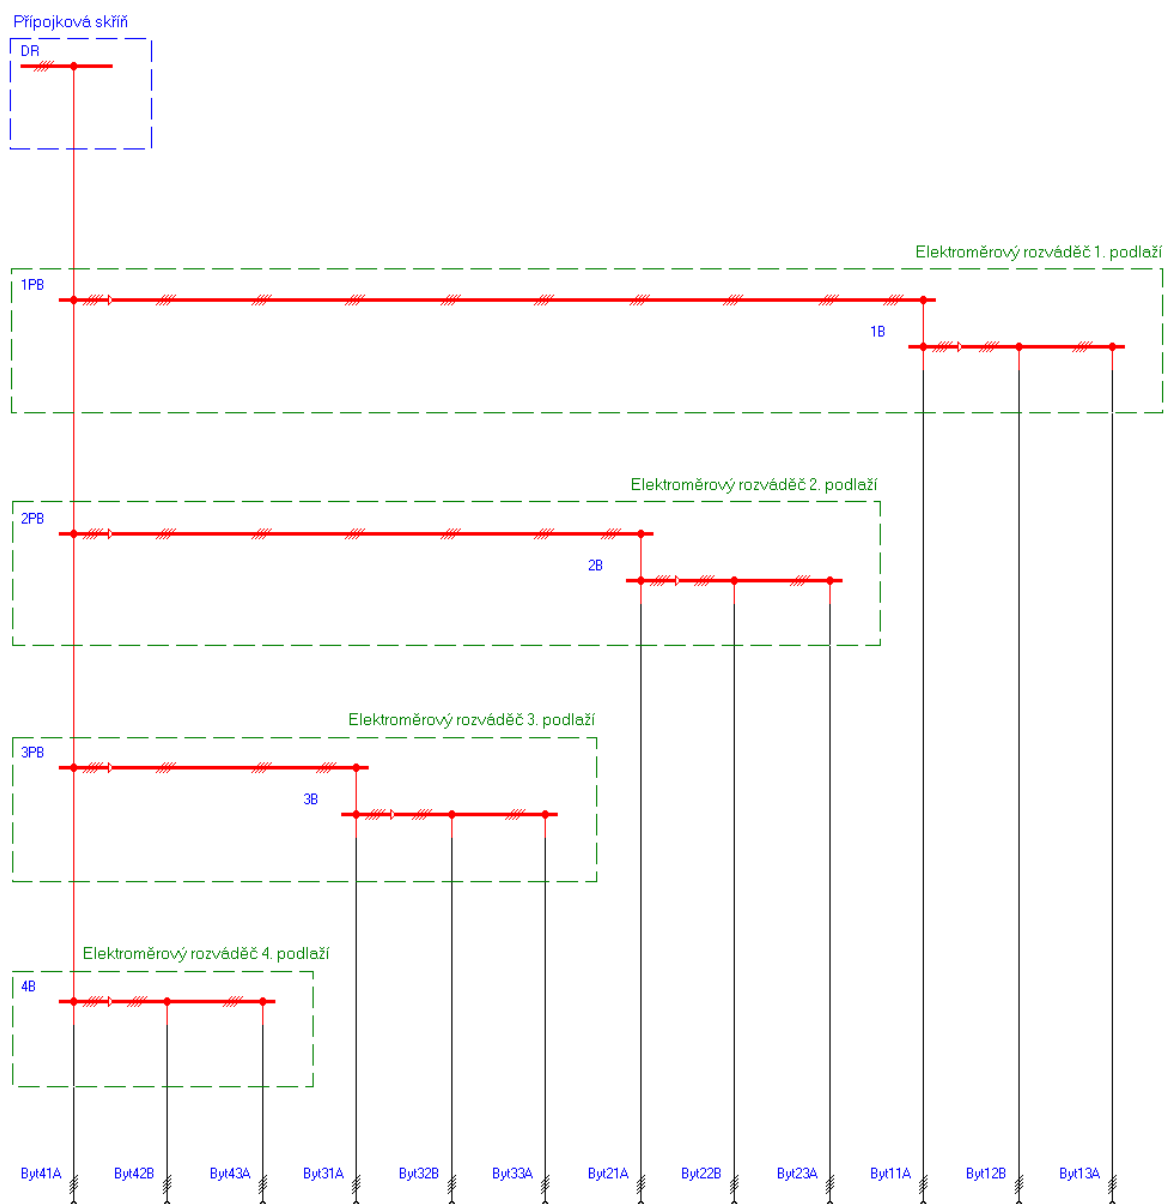 Přípojková skříň
DR
Elektroměrový rozváděč 1. podlaží
1PB
1B
Elektroměrový rozváděč 2. podlaží
2PB
2B
Elektroměrový rozváděč 3. podlaží
3PB
3B
Elektroměrový rozváděč 4. podlaží
4B
Byt41A Byt42B Byt43A Byt31A Byt32B Byt33A Byt21A Byt22B Byt23A Byt11A Byt12B Byt13A